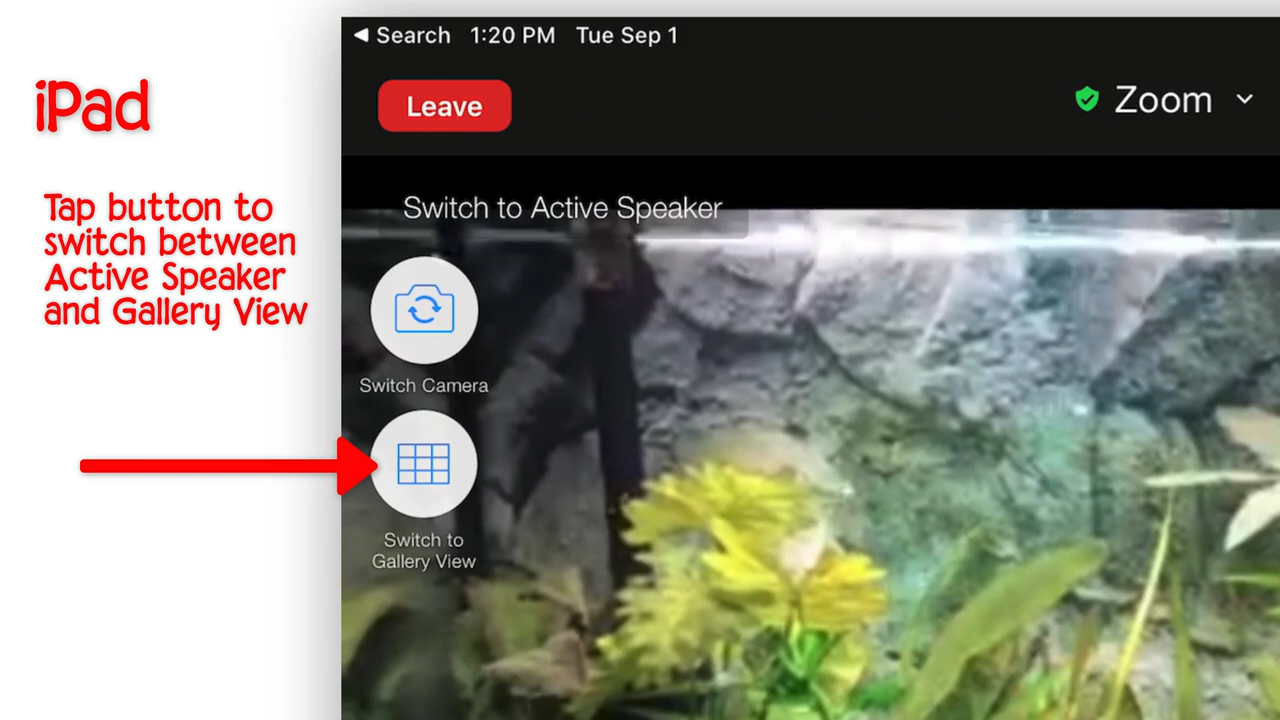 iPad
Tap button to
switch between
Active Speaker
and Gallery View
Search 1:20 PM Tue Sep 1
Leave
Zoom
Switch to Active Speaker
Switch Camera
Switch to
Gallery View